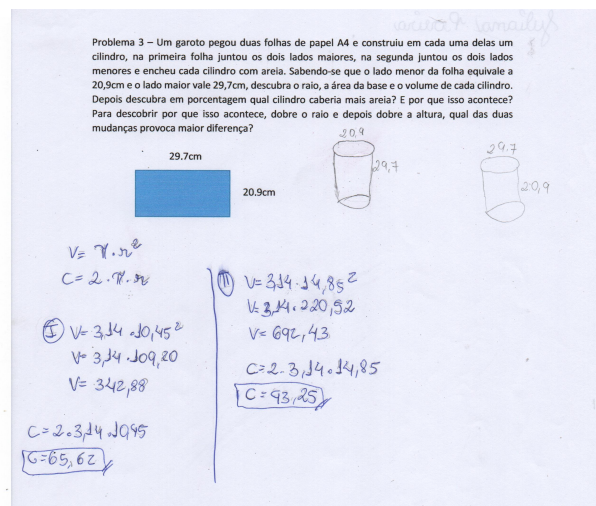 Problema 3 – Um garoto pegou duas folhas de papel A4 e construiu em cada uma delas um
cilindro, na primeira folha juntou os dois lados maiores, na segunda juntou os dois lados
menores e encheu cada cilindro com areia. Sabendo-se que o lado menor da folha equivale a
20,9cm e o lado maior vale 29,7cm, descubra o raio, a área da base e o volume de cada cilindro.
Depois descubra em porcentagem qual cilindro caberia mais areia? E por que isso acontece?
Para descobrir por que isso acontece, dobre o raio e depois dobre a altura, qual das duas
mudanças provoca maior diferença?
29.7cm
20.9cm
20,9
29,7
29.7
20,9
V= π.r²
C= 2.π.r
I V= 3,14.10,45²
V= 3,14.109,20
V= 342,88
C=2.3,14.10,45
C=65,62
II V=3,14.14,85²
V=3,14.220,52
V=692,43
C=2.3,14.14,85
C=93,25